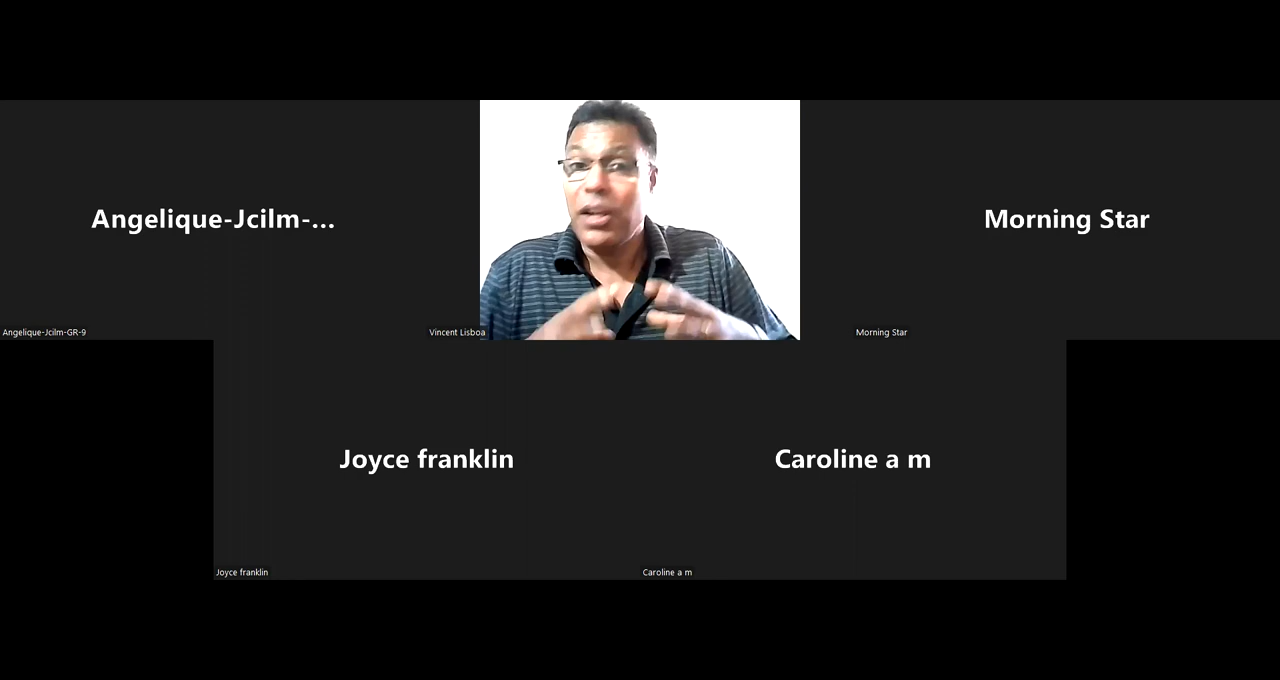 Angelique-Jcilm-...
Morning Star
Angelique-Jcilm-GR-9
Vincent Lisboa
Morning Star
Joyce franklin
Caroline a m
Joyce franklin
Caroline a m